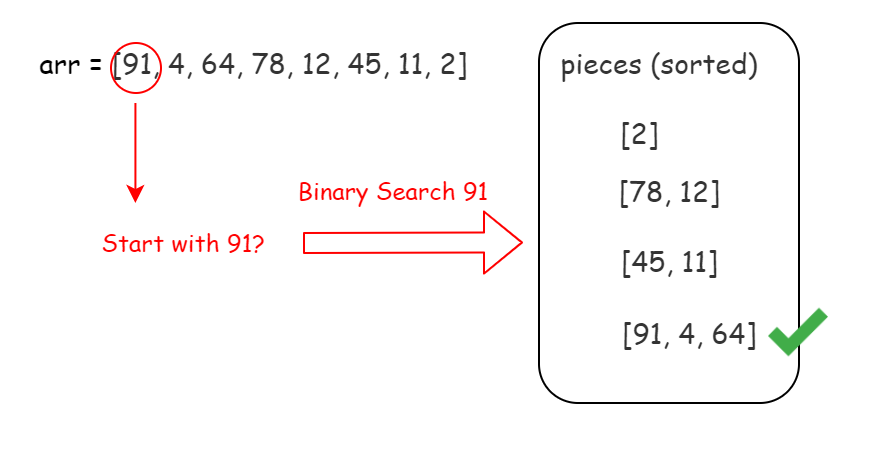 arr = [91, 4, 64, 78, 12, 45, 11, 2]
pieces (sorted)
[2]
[78, 12]
Binary Search 91
Start with 91?
[45, 11]
[91, 4, 64]